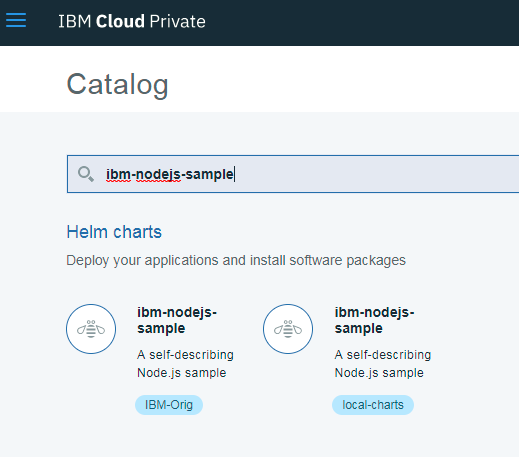 IBM Cloud Private
Catalog
ibm-nodejs-sample
Helm charts
Deploy your applications and install software packages
ibm-nodejs-
sample
A self-describing
Node.js sample
IBM-Orig
ibm-nodejs-
sample
A self-describing
Node.js sample
local-charts